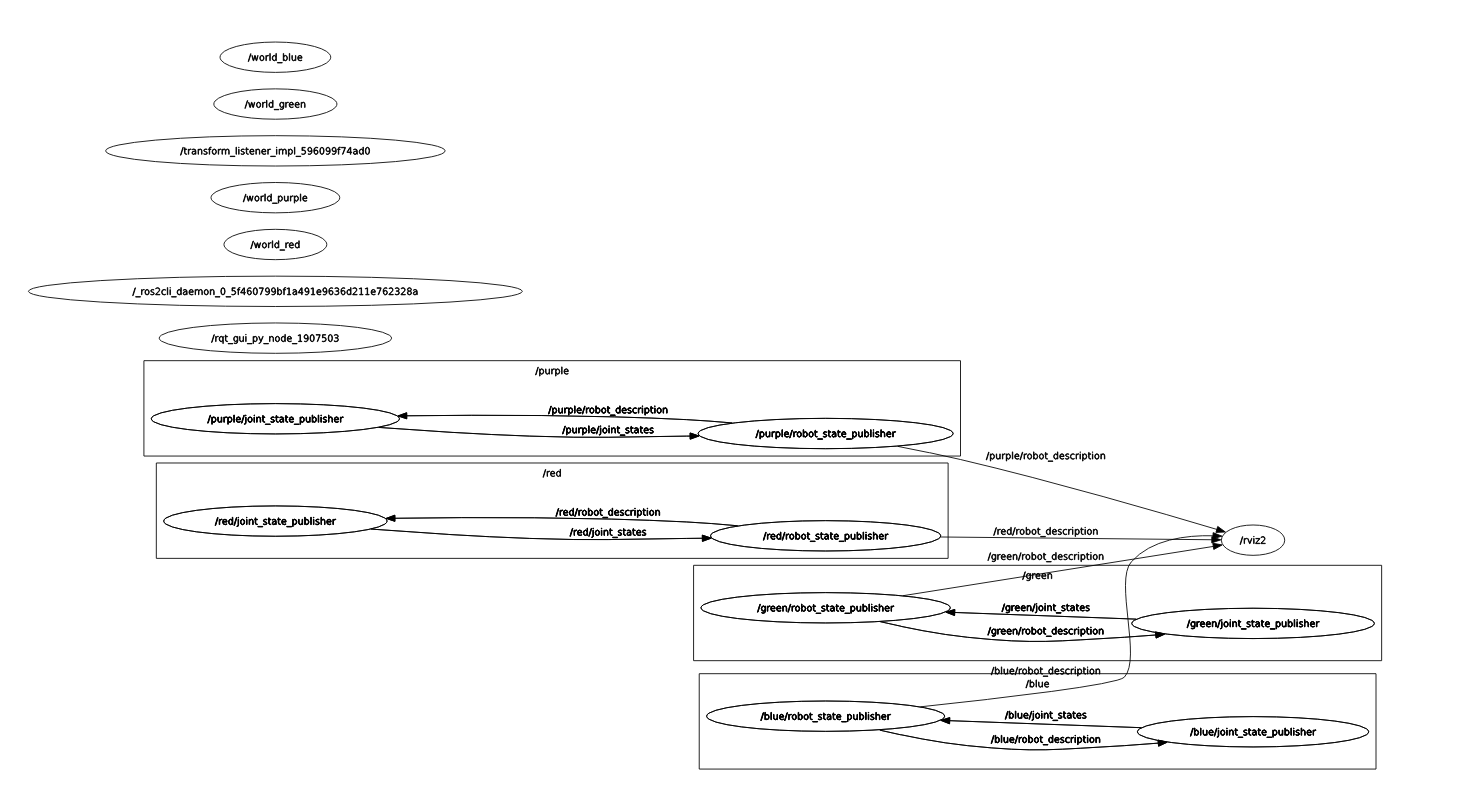 /world_blue
/world_green
/transform_listener_impl_596099f74ad0
/world_purple
/world_red
/_ros2cli_daemon_0_5f460799bf1a491e9636d211e762328a
/rqt_gui_py_node_1907503
/purple
/purple/joint_state_publisher
/purple/robot_description
/purple/joint_states
/purple/robot_state_publisher
/purple/robot_description
/red
/red/joint_state_publisher
/red/robot_description
/red/joint_states
/red/robot_state_publisher
/red/robot_description
/rviz2
/green/robot_description
/green
/green/robot_state_publisher
/green/joint_states
/green/robot_description
/green/joint_state_publisher
/blue/robot_description
/blue
/blue/robot_state_publisher
/blue/joint_states
/blue/robot_description
/blue/joint_state_publisher